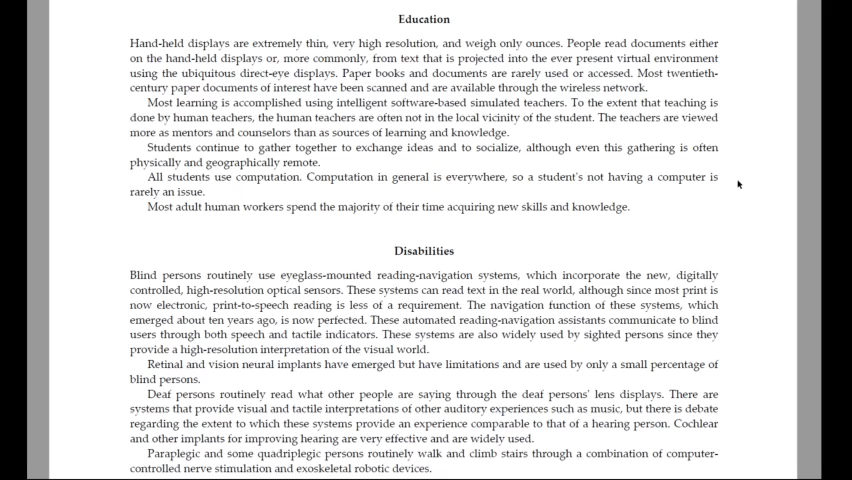 Education
Hand-held displays are extremely thin, very high resolution, and weigh only ounces. People read documents either
on the hand-held displays or, more commonly, from text that is projected into the ever present virtual environment
using the ubiquitous direct-eye displays. Paper books and documents are rarely used or accessed. Most twentieth-
century paper documents of interest have been scanned and are available through the wireless network.
Most learning is accomplished using intelligent software-based simulated teachers. To the extent that teaching is
done by human teachers, the human teachers are often not in the local vicinity of the student. The teachers are viewed
more as mentors and counselors than as sources of learning and knowledge.
Students continue to gather together to exchange ideas and to socialize, although even this gathering is often
physically and geographically remote.
All students use computation. Computation in general is everywhere, so a student's not having a computer is
rarely an issue.
Most adult human workers spend the majority of their time acquiring new skills and knowledge.
Disabilities
Blind persons routinely use eyeglass-mounted reading-navigation systems, which incorporate the new, digitally
controlled, high-resolution optical sensors. These systems can read text in the real world, although since most print is
now electronic, print-to-speech reading is less of a requirement. The navigation function of these systems, which
emerged about ten years ago, is now perfected. These automated reading-navigation assistants communicate to blind
users through both speech and tactile indicators. These systems are also widely used by sighted persons since they
provide a high-resolution interpretation of the visual world.
Retinal and vision neural implants have emerged but have limitations and are used by only a small percentage of
blind persons.
Deaf persons routinely read what other people are saying through the deaf persons' lens displays. There are
systems that provide visual and tactile interpretations of other auditory experiences such as music, but there is debate
regarding the extent to which these systems provide an experience comparable to that of a hearing person. Cochlear
and other implants for improving hearing are very effective and are widely used.
Paraplegic and some quadriplegic persons routinely walk and climb stairs through a combination of computer-
controlled nerve stimulation and exoskeletal robotic devices.